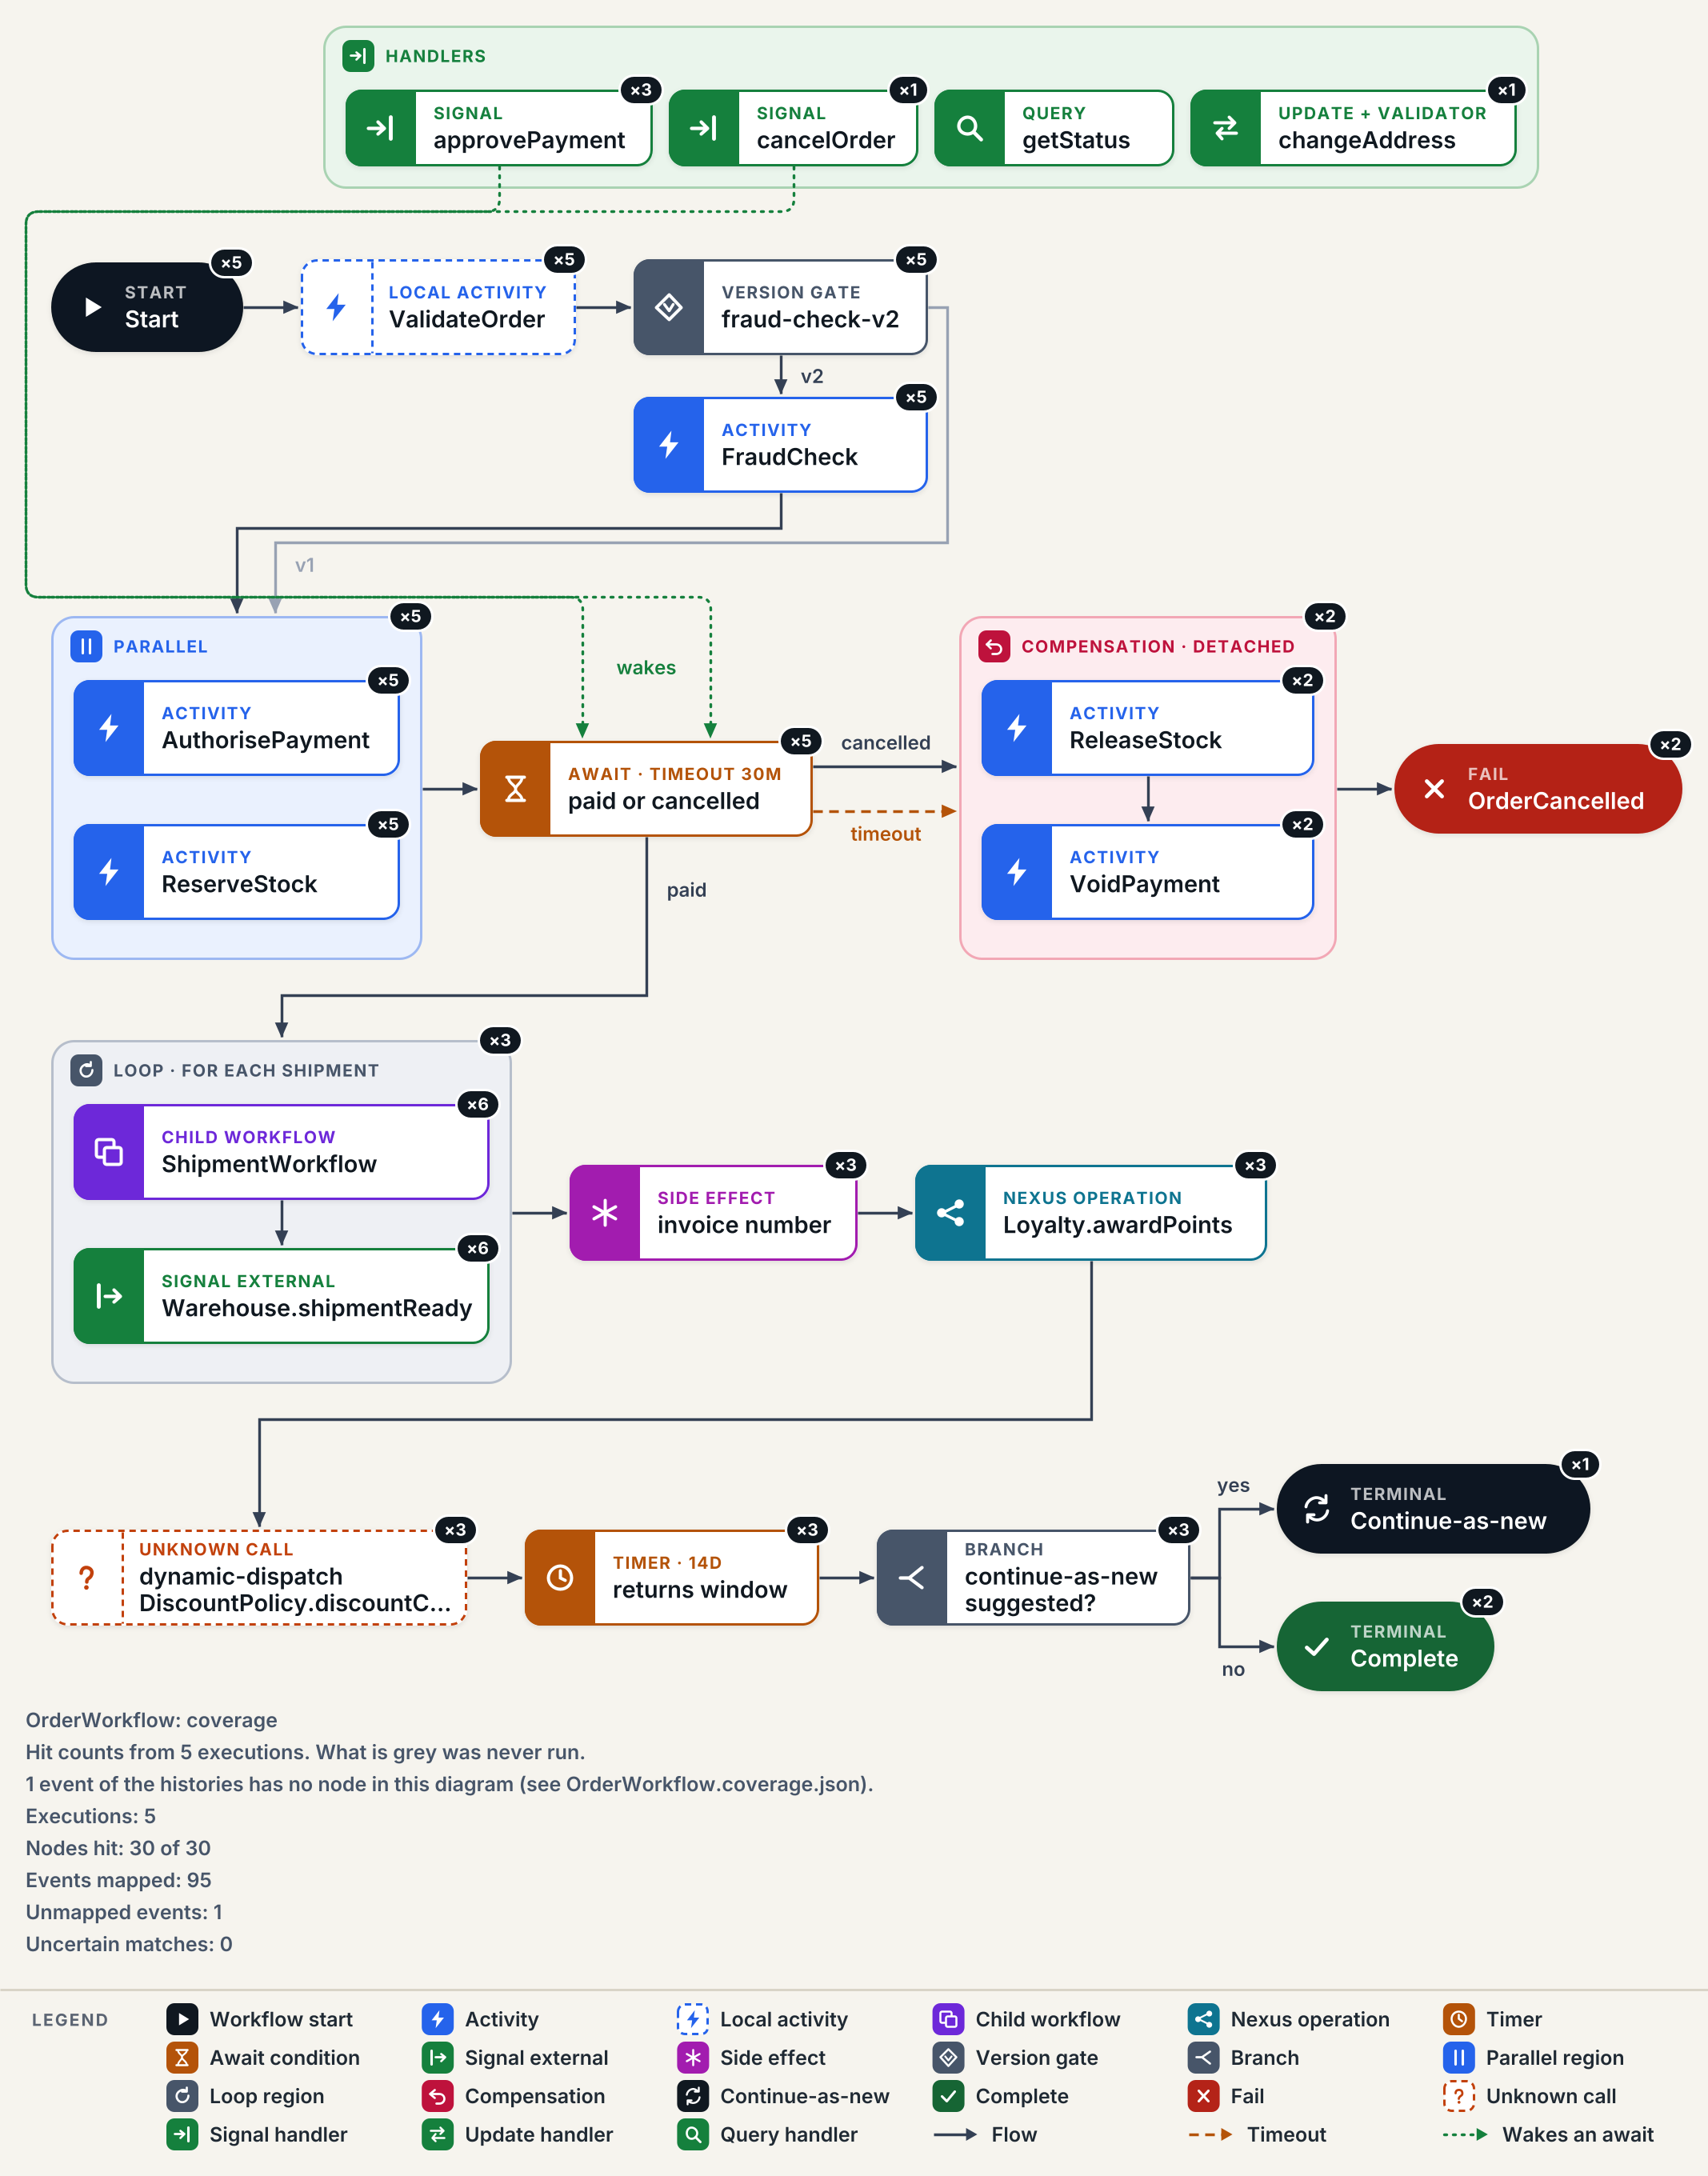 HANDLERS
×3
SIGNAL
approvePayment
×1
SIGNAL
cancelOrder
QUERY
getStatus
×1
UPDATE + VALIDATOR
changeAddress
×5
START
Start
×5
LOCAL ACTIVITY
ValidateOrder
×5
VERSION GATE
fraud-check-v2
v2
×5
ACTIVITY
FraudCheck
v1
×5
PARALLEL
×5
ACTIVITY
AuthorisePayment
×5
ACTIVITY
ReserveStock
wakes
×5
AWAIT · TIMEOUT 30M
paid or cancelled
cancelled
timeout
paid
×2
COMPENSATION · DETACHED
×2
ACTIVITY
ReleaseStock
×2
ACTIVITY
VoidPayment
×2
FAIL
OrderCancelled
×3
LOOP · FOR EACH SHIPMENT
×6
CHILD WORKFLOW
ShipmentWorkflow
×6
SIGNAL EXTERNAL
Warehouse.shipmentReady
×3
SIDE EFFECT
invoice number
×3
NEXUS OPERATION
Loyalty.awardPoints
×3
UNKNOWN CALL
dynamic-dispatch
DiscountPolicy.discountC...
×3
TIMER · 14D
returns window
×3
BRANCH
continue-as-new
suggested?
yes
×1
TERMINAL
Continue-as-new
no
×2
TERMINAL
Complete
OrderWorkflow: coverage
Hit counts from 5 executions. What is grey was never run.
1 event of the histories has no node in this diagram (see OrderWorkflow.coverage.json).
Executions: 5
Nodes hit: 30 of 30
Events mapped: 95
Unmapped events: 1
Uncertain matches: 0
LEGEND
Workflow start
Activity
Local activity
Child workflow
Nexus operation
Timer
Await condition
Signal external
Side effect
Version gate
Branch
Parallel region
Loop region
Compensation
Continue-as-new
Complete
Fail
Unknown call
Signal handler
Update handler
Query handler
Flow
Timeout
Wakes an await